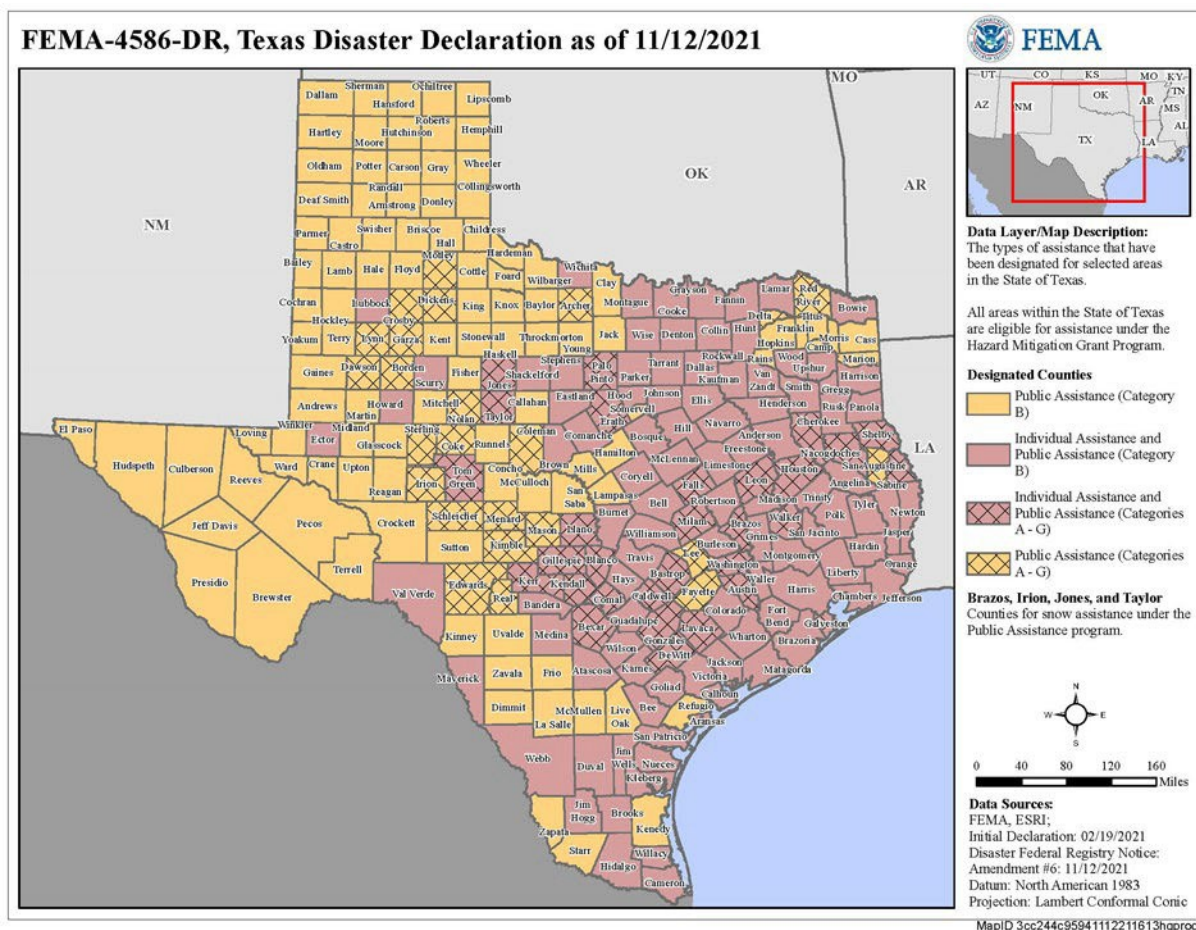 FEMA-4586-DR, Texas Disaster Declaration as of 11/12/2021
FEMA
MO
OK
AR
NM
LA
Dallam Sherman Hansford Ochiltree Lipscomb
Hartley Moore Hutchinson Roberts Hemphill
Oldham Potter Carson Gray Wheeler
Deaf Smith Randall Armstrong Donley Collingsworth
Parmer Castro Swisher Briscoe Hall Childress
Bailey Lamb Hale Floyd Motley Cottle Hardeman Foard Wilbarger Wichita Clay
Cochran Hockley Lubbock Crosby Dickens King Knox Baylor Archer Montague Cooke Grayson Fannin Lamar Red River Bowie
Yoakum Terry Lynn Garza Kent Stonewall Haskell Throckmorton Young Jack Wise Denton Collin Hunt Delta Hopkins Franklin Titus Camp Morris Cass Marion
Gaines Dawson Borden Scurry Fisher Jones Shackelford Stephens Palo Pinto Parker Tarrant Dallas Rockwall Kaufman Rains Van Zandt Wood Upshur Smith Gregg Harrison
Andrews Martin Howard Mitchell Nolan Taylor Callahan Eastland Erath Hood Somervell Johnson Ellis Henderson Rusk Panola
El Paso Hudspeth Culberson Loving Winkler Ector Midland Glasscock Sterling Coke Runnels Coleman Brown Comanche Hamilton Bosque Hill Navarro Anderson Cherokee Shelby
Reeves Ward Crane Upton Reagan Irion Tom Green Concho McCulloch Mills San Saba Lampasas Coryell McLennan Limestone Freestone Leon Houston Nacogdoches San Augustine Sabine Angelina
Jeff Davis Pecos Crockett Schleicher Menard Mason Llano Burnet Bell Falls Robertson Milam Madison Trinity Walker Polk Tyler Newton Jasper
Presidio Brewster Terrell Sutton Kimble Gillespie Blanco Williamson Travis Burleson Brazos Grimes San Jacinto Montgomery Hardin Liberty Orange
Val Verde Edwards Real Kerr Kendall Bandera Comal Hays Caldwell Bastrop Lee Washington Fayette Austin Waller Harris Chambers Jefferson
Kinney Uvalde Medina Bexar Guadalupe Gonzales Lavaca Colorado Wharton Fort Bend Brazoria Galveston
Maverick Zavala Frio Atascosa Wilson Karnes DeWitt Jackson Victoria Matagorda Calhoun Goliad
Dimmit La Salle McMullen Live Oak Bee Refugio Aransas San Patricio
Webb Duval Jim Wells Nueces Kleberg
Zapata Jim Hogg Brooks Kenedy
Starr Hidalgo Willacy Cameron
UT CO KS MO KY
AZ NM OK AR TN
MS
TX LA AL
Data Layer/Map Description:
The types of assistance that have
been designated for selected areas
in the State of Texas.
All areas within the State of Texas
are eligible for assistance under the
Hazard Mitigation Grant Program.
Designated Counties
Public Assistance (Category
B)
Individual Assistance and
Public Assistance (Category
B)
Individual Assistance and
Public Assistance (Categories
A - G)
Public Assistance (Categories
A - G)
Brazos, Irion, Jones, and Taylor
Counties for snow assistance under the
Public Assistance program.
N
W E
S
0 40 80 120 160
Miles
Data Sources:
FEMA, ESRI;
Initial Declaration: 02/19/2021
Disaster Federal Registry Notice:
Amendment #6: 11/12/2021
Datum: North American 1983
Projection: Lambert Conformal Conic
MapID 3cc244c95941112211613hqprod